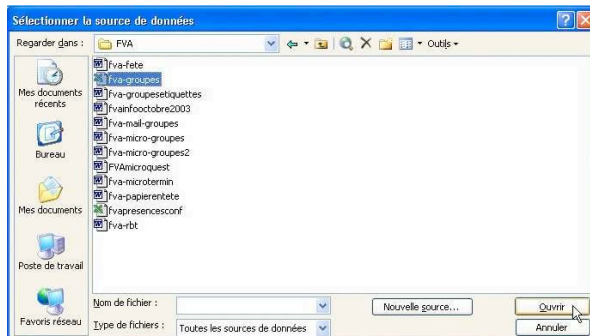 Sélectionner la source de données
Regarder dans :
FVA
Outils
Mes documents récents
Bureau
Mes documents
Poste de travail
Favoris réseau
fva-fete
fva-groupes
fva-groupesetiquettes
fvainfooctobre2003
fva-mail-groupes
fva-micro-groupes
fva-micro-groupes2
FVAmicroquest
fva-microtermin
fva-papierentete
fvapresencesconf
fva-rbt
Nom de fichier :
Nouvelle source...
Ouvrir
Type de fichiers :
Toutes les sources de données
Annuler